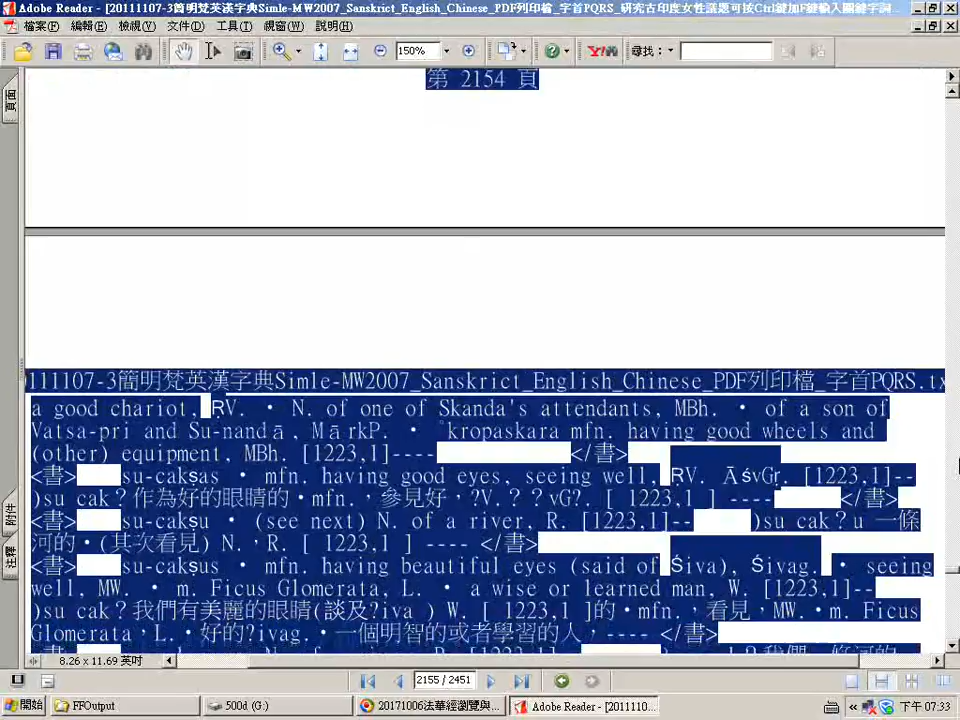 Adobe Reader - [20111107-3簡明梵英漢字典Simle-MW2007_Sanskrict_English_Chinese_PDF列印檔_字首PQRS_研究古印度女性議題可按Ctrl鍵加F鍵輸入關鍵字詞
檔案(F) 編輯(E) 檢視(V) 文件(D) 工具(T) 視窗(W) 說明(H)
150% Y! 尋找：
頁面
第 2154 頁
111107-3簡明梵英漢字典Simle-MW2007_Sanskrict_English_Chinese_PDF列印檔_字首PQRS.tx
a good chariot, ṚV. • N. of one of Skanda's attendants, MBh. • of a son of
Vatsa-pri and Su-nandā, MārkP. • °kropaskara mfn. having good wheels and
(other) equipment, MBh. [1223,1]---- </書>
<書> su-cakṣas • mfn. having good eyes, seeing well, ṚV. ĀśvGṛ. [1223,1]--
)su cak？作為好的眼睛的•mfn.，參見好，?V.？？vG?. [ 1223,1 ] ---- </書>
<書> su-cakṣu • (see next) N. of a river, R. [1223,1]-- )su cak？u 一條
河的•(其次看見) N.，R. [ 1223,1 ] ---- </書>
<書> su-cakṣus • mfn. having beautiful eyes (said of Śiva), Śivag. • seeing
well, MW. • m. Ficus Glomerata, L. • a wise or learned man, W. [1223,1]--
)su cak？我們有美麗的眼睛(談及?iva ) W. [ 1223,1 ]的•mfn.，看見，MW.•m. Ficus
Glomerata，L.•好的?ivag.•一個明智的或者學習的人，---- </書>
附件
注釋
8.26 x 11.69 英吋
2155 / 2451
開始 FFOutput 500d (G:) 20171006法華經瀏覽與... Adobe Reader - [2011110... 下午 07:33